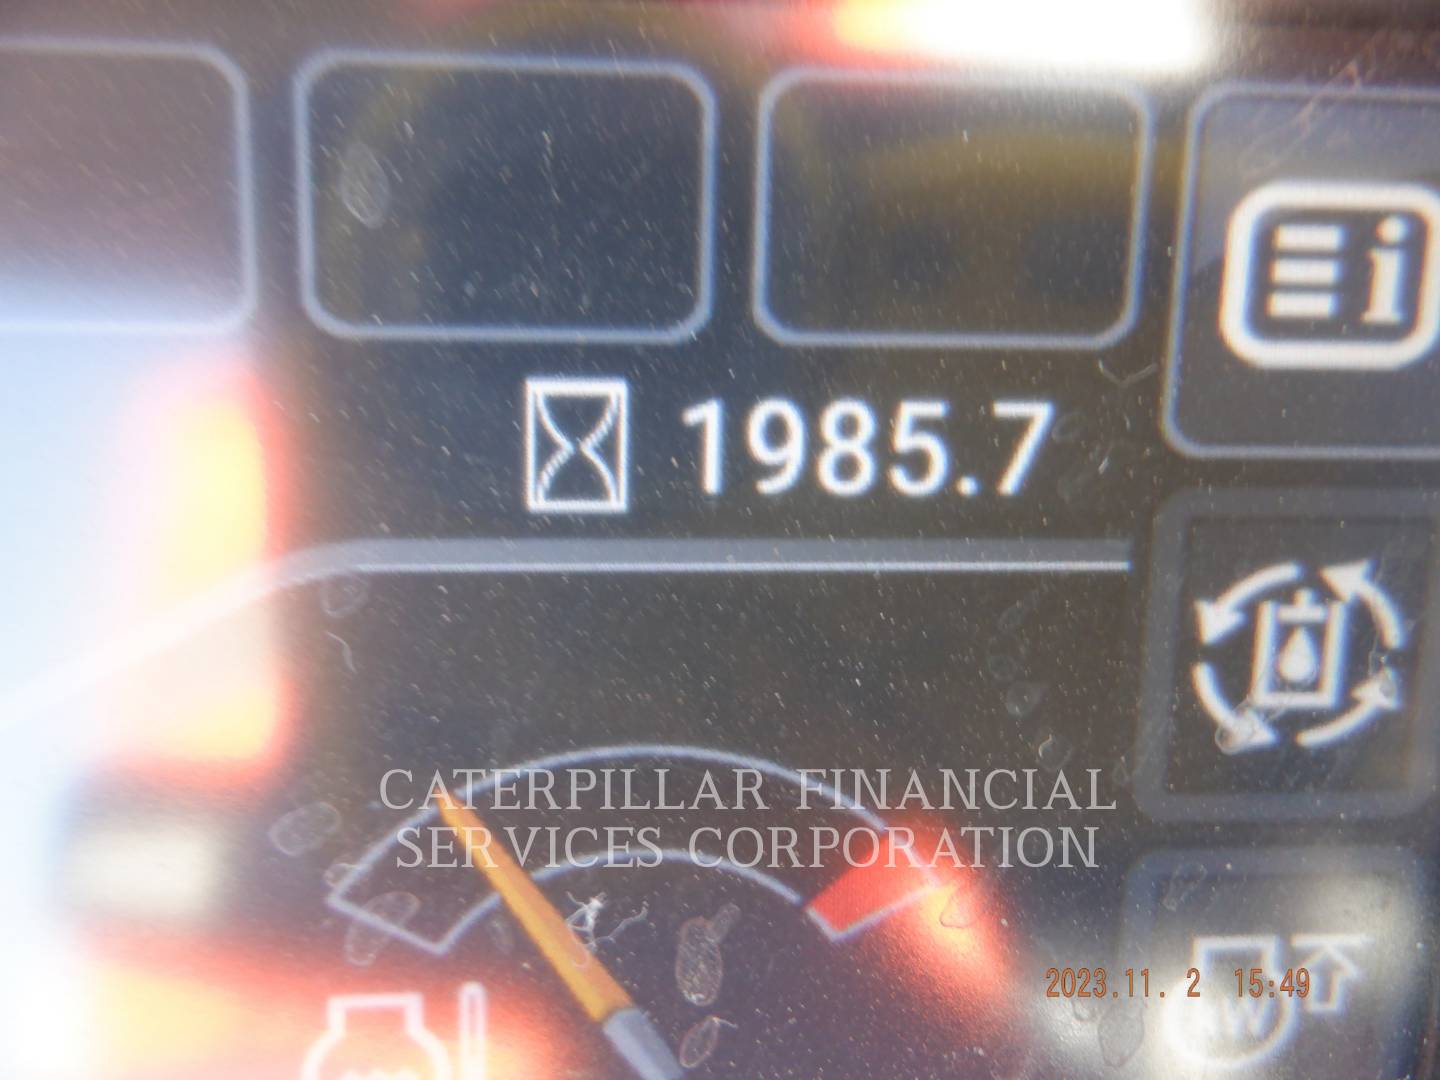 i
1985.7
CATERPILLAR FINANCIAL
SERVICES CORPORATION
2023.11. 2 15:49